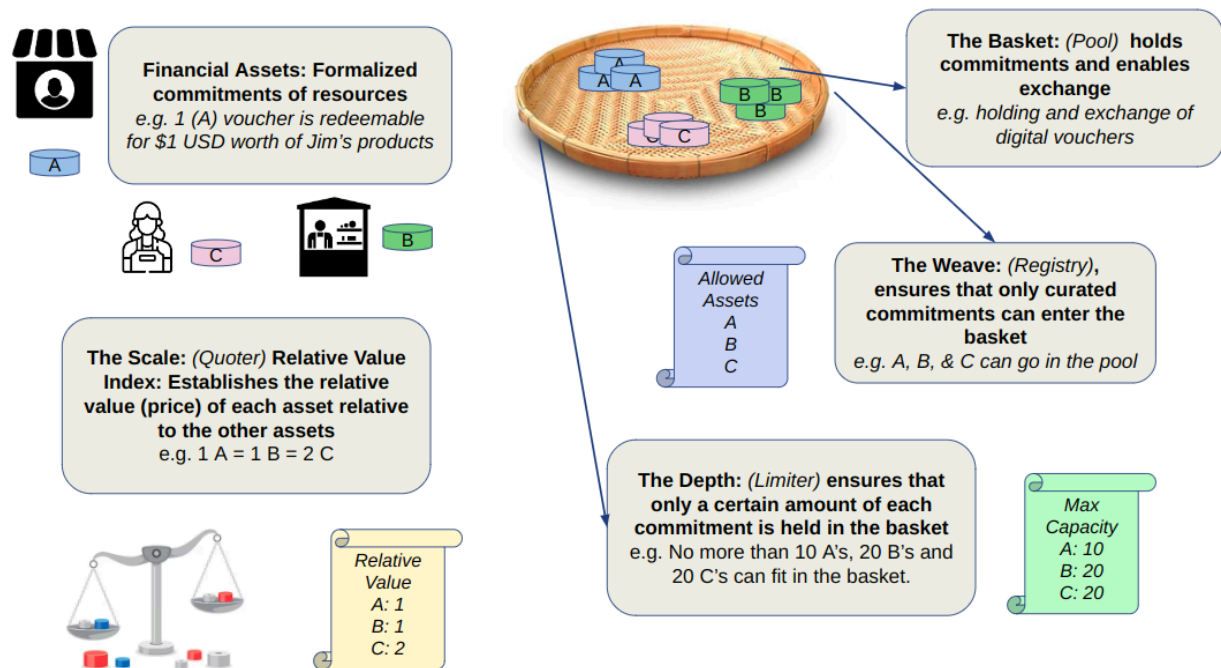 Financial Assets: Formalized
commitments of resources
e.g. 1 (A) voucher is redeemable
for $1 USD worth of Jim's products
A
C
B
The Scale: (Quoter) Relative Value
Index: Establishes the relative
value (price) of each asset relative
to the other assets
e.g. 1 A = 1 B = 2 C
Relative
Value
A: 1
B: 1
C: 2
A
A A
B B
B
C C
The Basket: (Pool) holds
commitments and enables
exchange
e.g. holding and exchange of
digital vouchers
Allowed
Assets
A
B
C
The Weave: (Registry),
ensures that only curated
commitments can enter the
basket
e.g. A, B, & C can go in the pool
The Depth: (Limiter) ensures that
only a certain amount of each
commitment is held in the basket
e.g. No more than 10 A's, 20 B's and
20 C's can fit in the basket.
Max
Capacity
A: 10
B: 20
C: 20